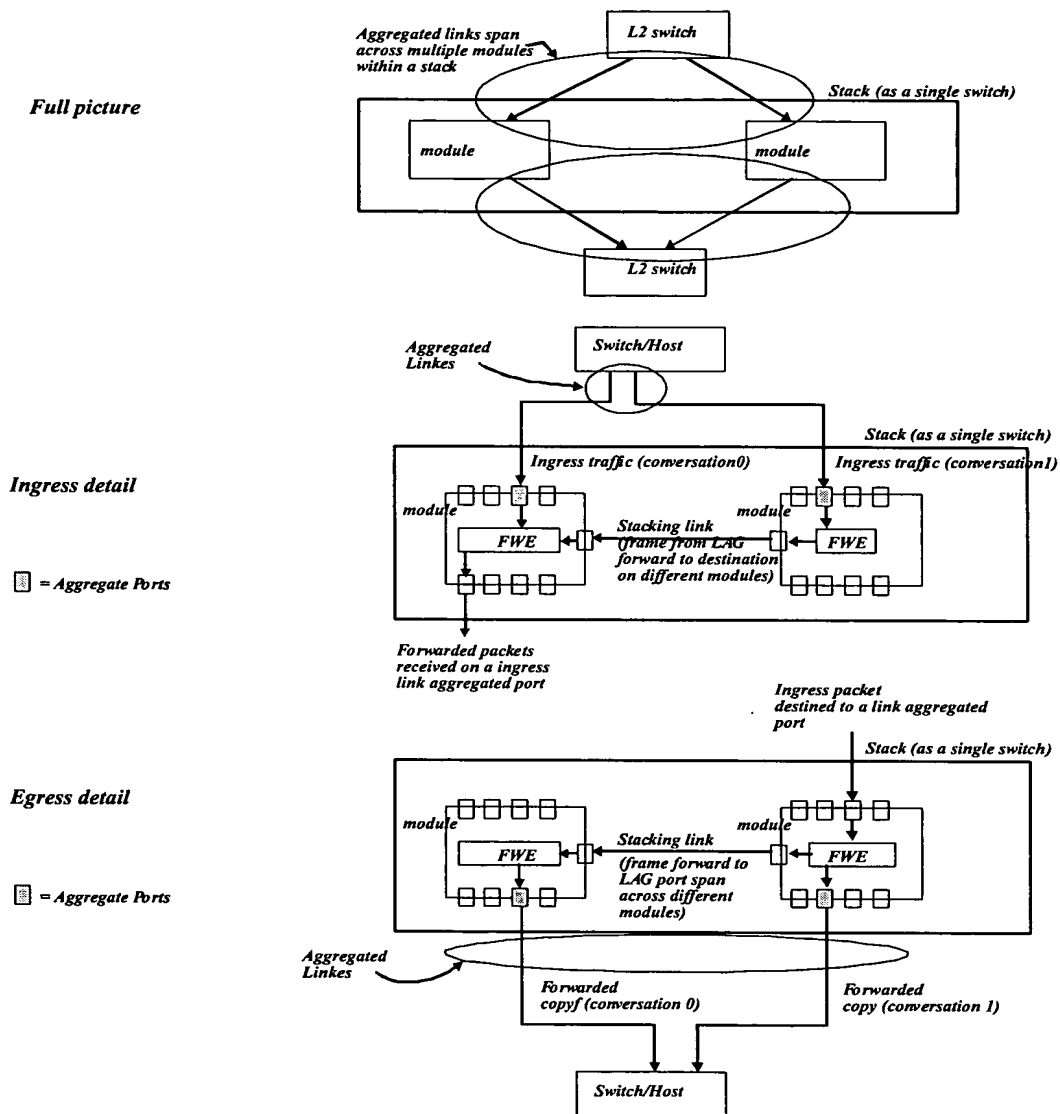 L2 switch
Aggregated links span
across multiple modules
within a stack
Full picture
Stack (as a single switch)
module
module
L2 switch
Switch/Host
Aggregated
Linkes
Stack (as a single switch)
Ingress traffic (conversation0)
Ingress traffic (conversation1)
Ingress detail
module
Stacking link
(frame from LAG
forward to destination
on different modules)
module
FWE
FWE
= Aggregate Ports
Forwarded packets
received on a ingress
link aggregated port
Ingress packet
destined to a link aggregated
port
Stack (as a single switch)
Egress detail
module
Stacking link
(frame forward to
LAG port span
across different
modules)
module
FWE
FWE
= Aggregate Ports
Aggregated
Linkes
Forwarded
copyf (conversation 0)
Forwarded
copy (conversation 1)
Switch/Host